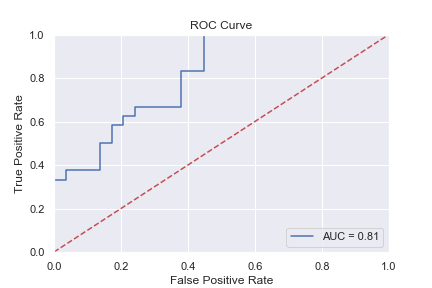 ROC Curve
1.0
0.8
0.6
0.4
0.2
0.0
True Positive Rate
AUC = 0.81
0.0 0.2 0.4 0.6 0.8 1.0
False Positive Rate